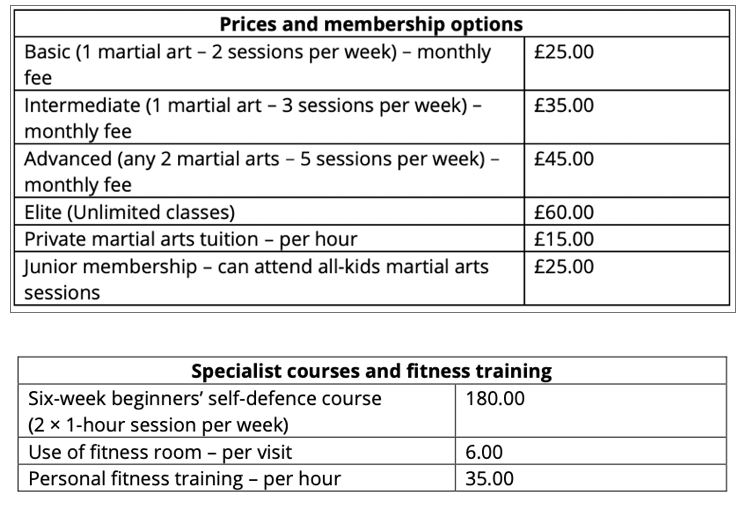 Prices and membership options
Basic (1 martial art – 2 sessions per week) – monthly £25.00
fee
Intermediate (1 martial art – 3 sessions per week) – £35.00
monthly fee
Advanced (any 2 martial arts – 5 sessions per week) – £45.00
monthly fee
Elite (Unlimited classes) £60.00
Private martial arts tuition – per hour £15.00
Junior membership – can attend all-kids martial arts £25.00
sessions
Specialist courses and fitness training
Six-week beginners’ self-defence course 180.00
(2 × 1-hour session per week)
Use of fitness room – per visit 6.00
Personal fitness training – per hour 35.00